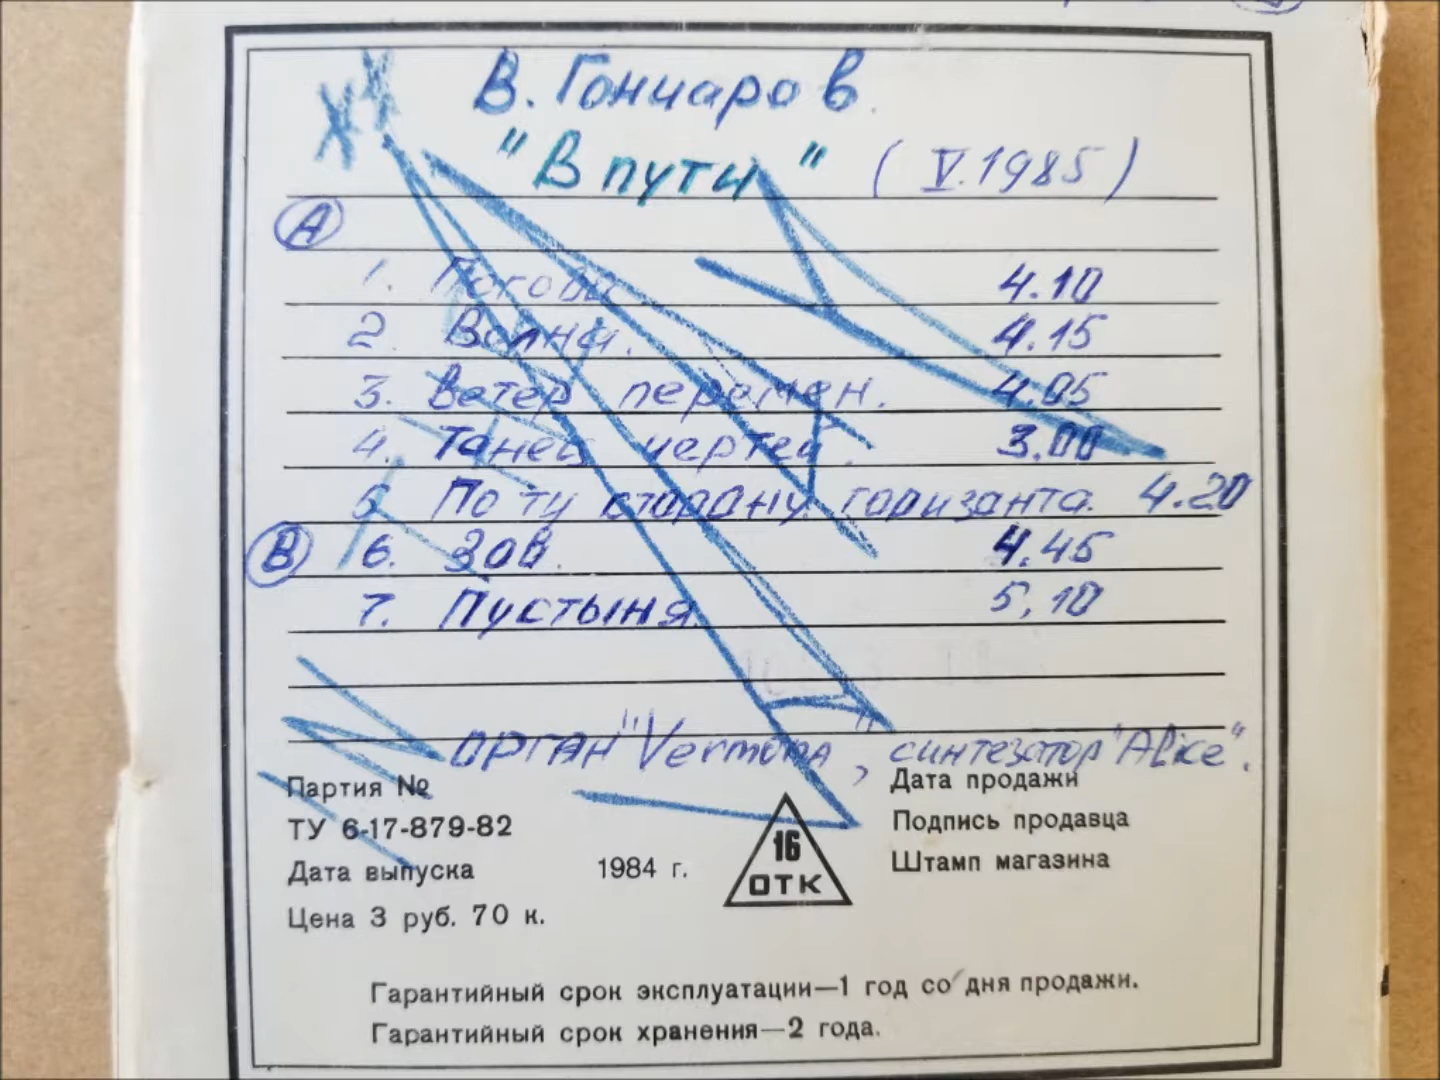 В. Гончаров.
"В пути" (V.1985)
А
1. Погоня. 4.10
2. Волна. 4.15
3. Ветер перемен. 4.05
4. Танец чертей. 3.00
5. По ту сторону горизанта. 4.20
В 6. Зов. 4.45
7. Пустыня. 5,10
орган "Vermona", синтезатор "Alice".
Партия №
ТУ 6-17-879-82
Дата выпуска 1984 г.
Цена 3 руб. 70 к.
16
ОТК
Дата продажи
Подпись продавца
Штамп магазина
Гарантийный срок эксплуатации—1 год со дня продажи.
Гарантийный срок хранения—2 года.